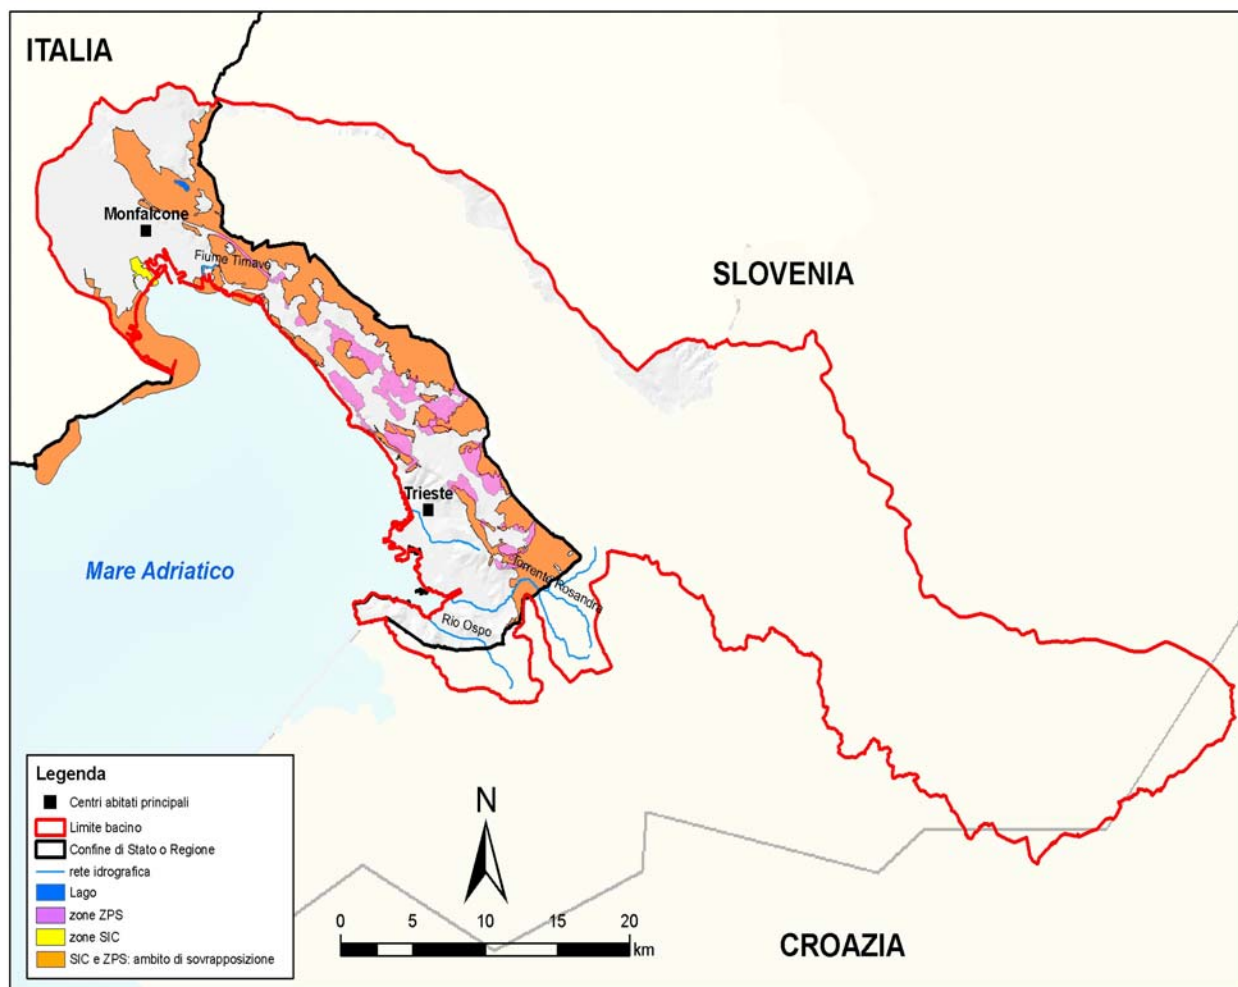 ITALIA
Monfalcone
Fiume Timavo
SLOVENIA
Trieste
Mare Adriatico
Torrente Rosandra
Rio Ospo
Legenda
Centri abitati principali
Limite bacino
Confine di Stato o Regione
rete idrografica
Lago
zone ZPS
zone SIC
SIC e ZPS: ambito di sovrapposizione
N
0 5 10 15 20
km
CROAZIA